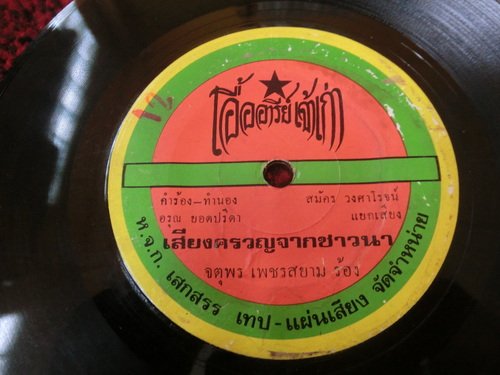 12
เอื้ออารีย์เจ้าเก่า
คำร้อง-ทำนอง สมัคร วงศาโรจน์
อรุณ ยอดปรีดา แยกเสียง
เสียงครวญจากชาวนา
จตุพร เพชรสยาม ร้อง
ห.จ.ก. เสกสรร เทป-แผ่นเสียง จัดจำหน่าย